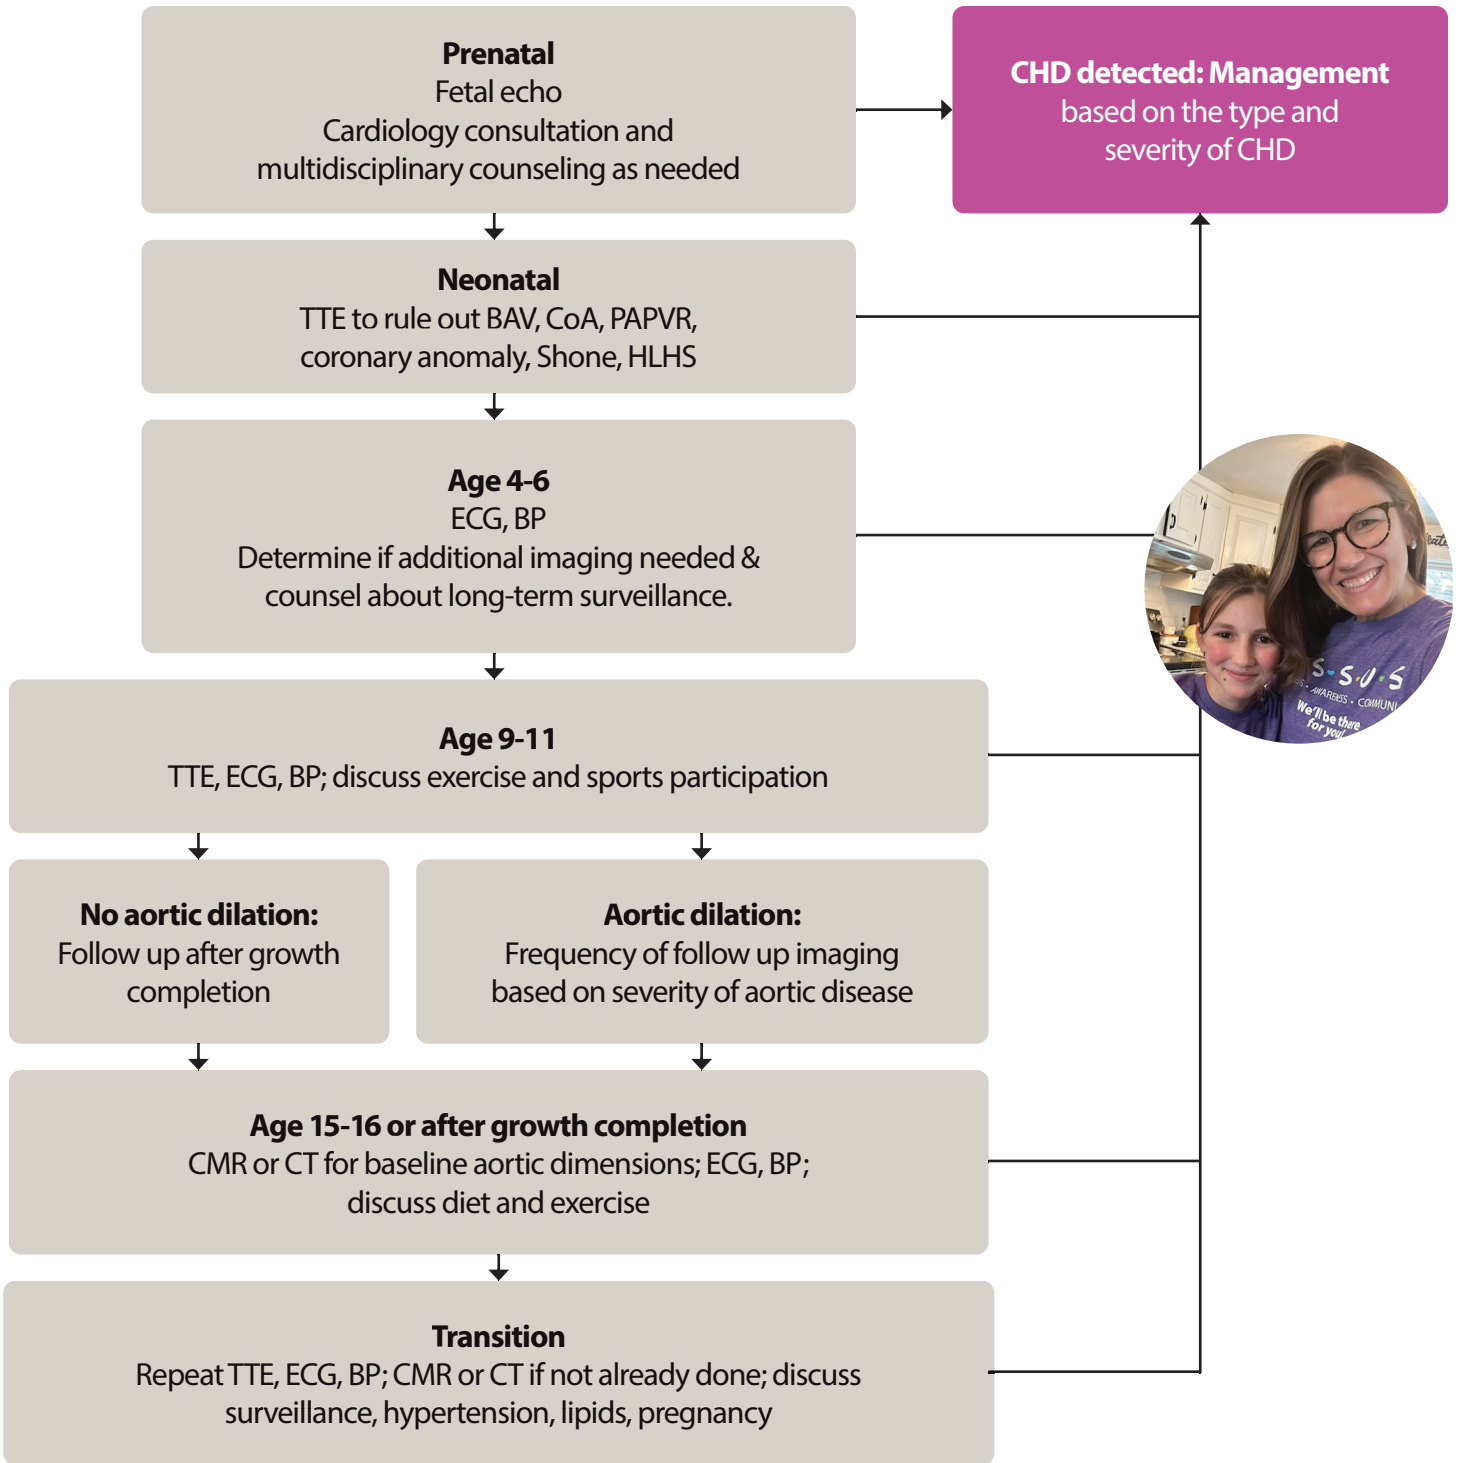 Prenatal
Fetal echo
Cardiology consultation and
multidisciplinary counseling as needed
CHD detected: Management
based on the type and
severity of CHD
Neonatal
TTE to rule out BAV, CoA, PAPVR,
coronary anomaly, Shone, HLHS
Age 4-6
ECG, BP
Determine if additional imaging needed &
counsel about long-term surveillance.
S-S-U-S
AWARENESS • COMMUNI
We'll be there
for you!
Age 9-11
TTE, ECG, BP; discuss exercise and sports participation
No aortic dilation:
Follow up after growth
completion
Aortic dilation:
Frequency of follow up imaging
based on severity of aortic disease
Age 15-16 or after growth completion
CMR or CT for baseline aortic dimensions; ECG, BP;
discuss diet and exercise
Transition
Repeat TTE, ECG, BP; CMR or CT if not already done; discuss
surveillance, hypertension, lipids, pregnancy